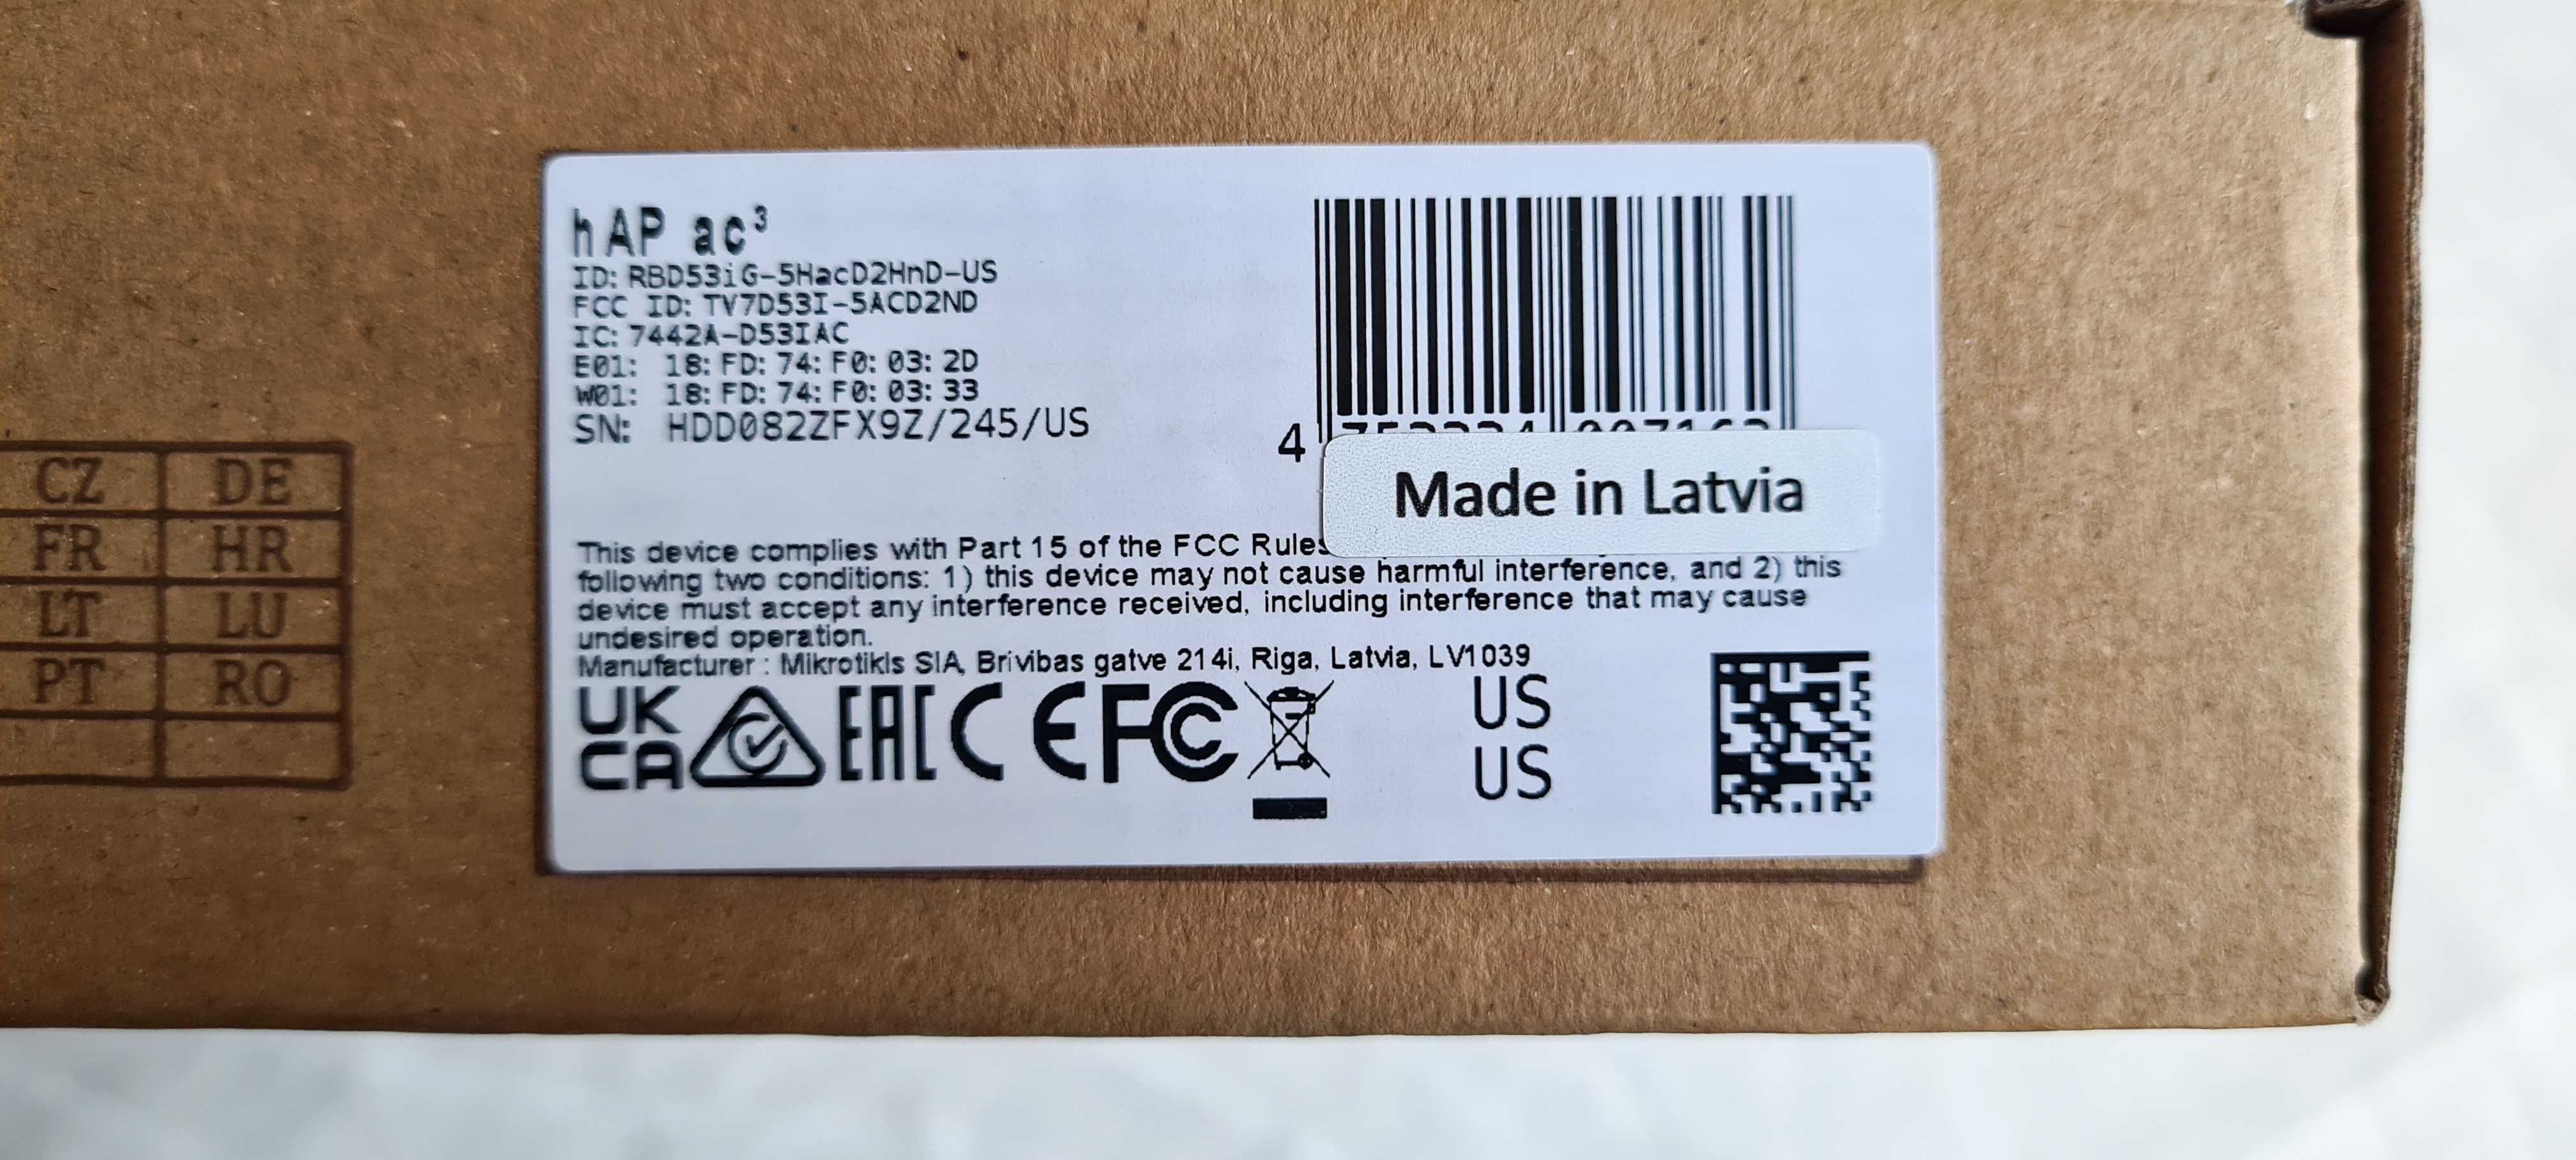 hAP ac³
ID: RBD53iG-5HacD2HnD-US
FCC ID: TV7D53I-5ACD2ND
IC: 7442A-D53IAC
E01: 18:FD:74:F0:03:2D
W01: 18:FD:74:F0:03:33
SN: HDD082ZFX9Z/245/US
4
Made in Latvia
This device complies with Part 15 of the FCC Rules
following two conditions: 1) this device may not cause harmful interference, and 2) this
device must accept any interference received, including interference that may cause
undesired operation.
Manufacturer : Mikrotikls SIA, Brivibas gatve 214i, Riga, Latvia, LV1039
UK
CA
EAC CE FC
US
US
CZ DE
FR HR
LT LU
PT RO